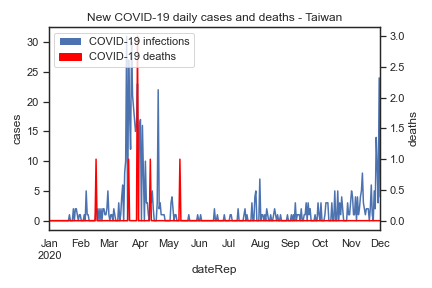 New COVID-19 daily cases and deaths - Taiwan
COVID-19 infections
COVID-19 deaths
30
25
20
15
10
5
0
cases
3.0
2.5
2.0
1.5
1.0
0.5
0.0
deaths
Jan Feb Mar Apr May Jun Jul Aug Sep Oct Nov Dec
2020
dateRep